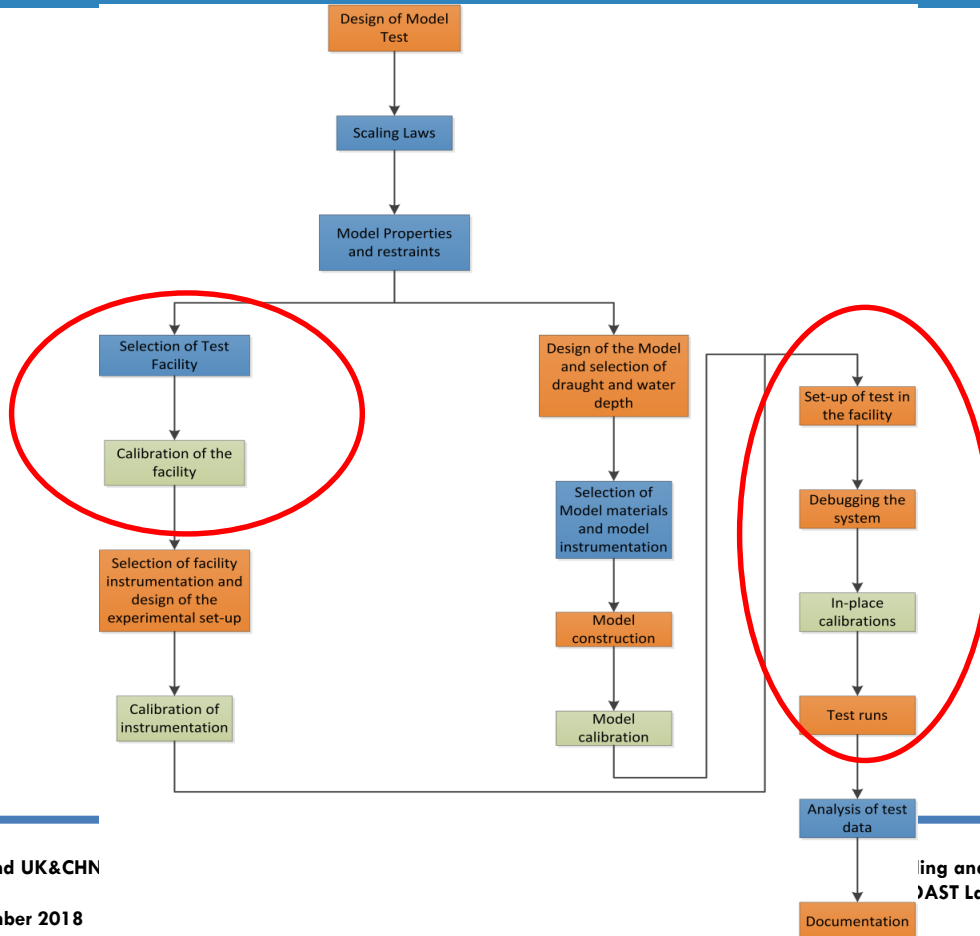 Design of Model
Test
Scaling Laws
Model Properties
and restraints
Selection of Test
Facility
Calibration of the
facility
Selection of facility
instrumentation and
design of the
experimental set-up
Calibration of
instrumentation
Design of the Model
and selection of
draught and water
depth
Selection of
Model materials
and model
instrumentation
Model
construction
Model
calibration
Set-up of test in
the facility
Debugging the
system
In-place
calibrations
Test runs
Analysis of test
data
Documentation
UK&CHN
2018